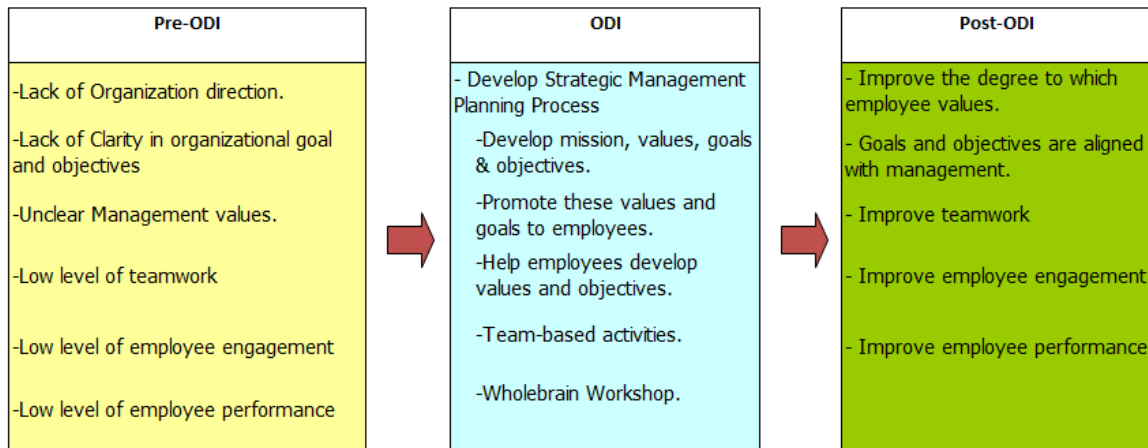 Pre-ODI
-Lack of Organization direction.
-Lack of Clarity in organizational goal
and objectives
-Unclear Management values.
-Low level of teamwork
-Low level of employee engagement
-Low level of employee performance
ODI
- Develop Strategic Management
Planning Process
-Develop mission, values, goals
& objectives.
-Promote these values and
goals to employees.
-Help employees develop
values and objectives.
-Team-based activities.
-Wholebrain Workshop.
Post-ODI
- Improve the degree to which
employee values.
- Goals and objectives are aligned
with management.
- Improve teamwork
- Improve employee engagement
- Improve employee performance